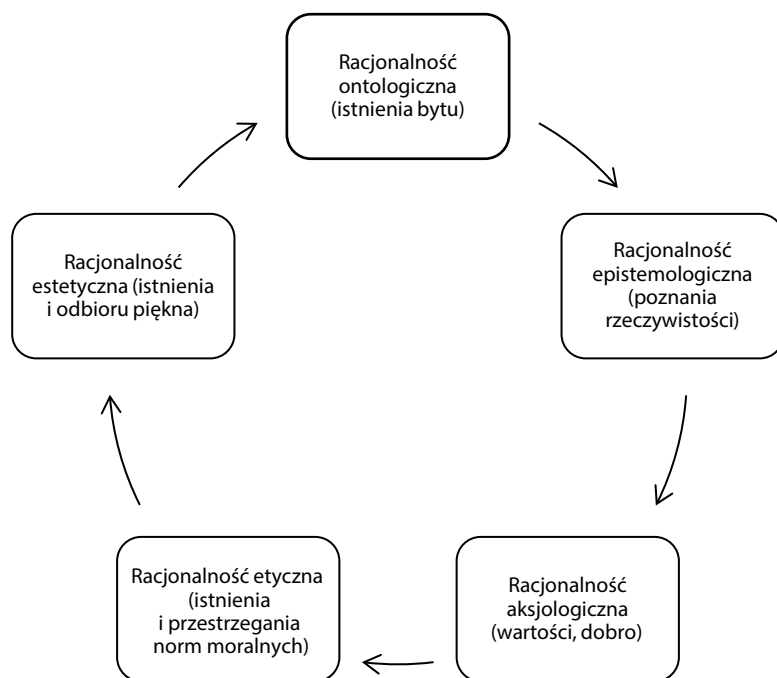 Racjonalność
ontologiczna
(istnienia bytu)
Racjonalność
epistemologiczna
(poznania
rzeczywistości)
Racjonalność
aksjologiczna
(wartości, dobro)
Racjonalność etyczna
(istnienia
i przestrzegania
norm moralnych)
Racjonalność
estetyczna (istnienia
i odbioru piękna)